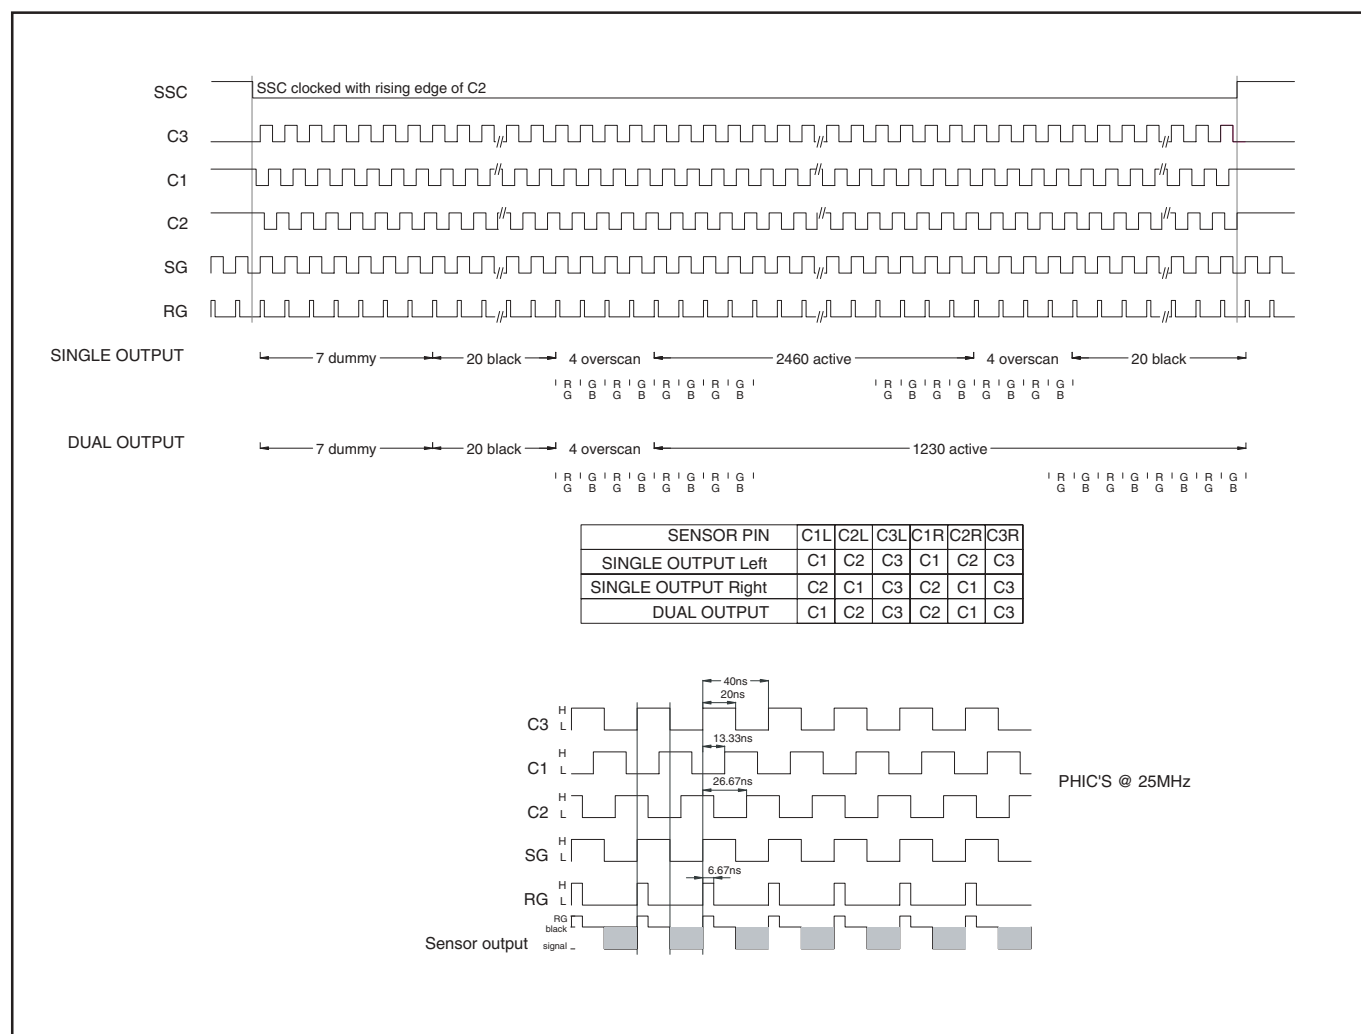 SSC
SSC clocked with rising edge of C2
C3
C1
C2
SG
RG
SINGLE OUTPUT
7 dummy
20 black
4 overscan
2460 active
4 overscan
20 black
R G R G R G R G
G B G B G B G B
R G R G R G R G
G B G B G B G B
DUAL OUTPUT
7 dummy
20 black
4 overscan
1230 active
R G R G R G R G
G B G B G B G B
R G R G R G R G
G B G B G B G B
SENSOR PIN C1L C2L C3L C1R C2R C3R
SINGLE OUTPUT Left C1 C2 C3 C1 C2 C3
SINGLE OUTPUT Right C2 C1 C3 C2 C1 C3
DUAL OUTPUT C1 C2 C3 C2 C1 C3
40ns
20ns
C3 H L
13.33ns
C1 H L
PHIC'S @ 25MHz
26.67ns
C2 H L
SG H L
6.67ns
RG H L
RG
black
Sensor output
signal